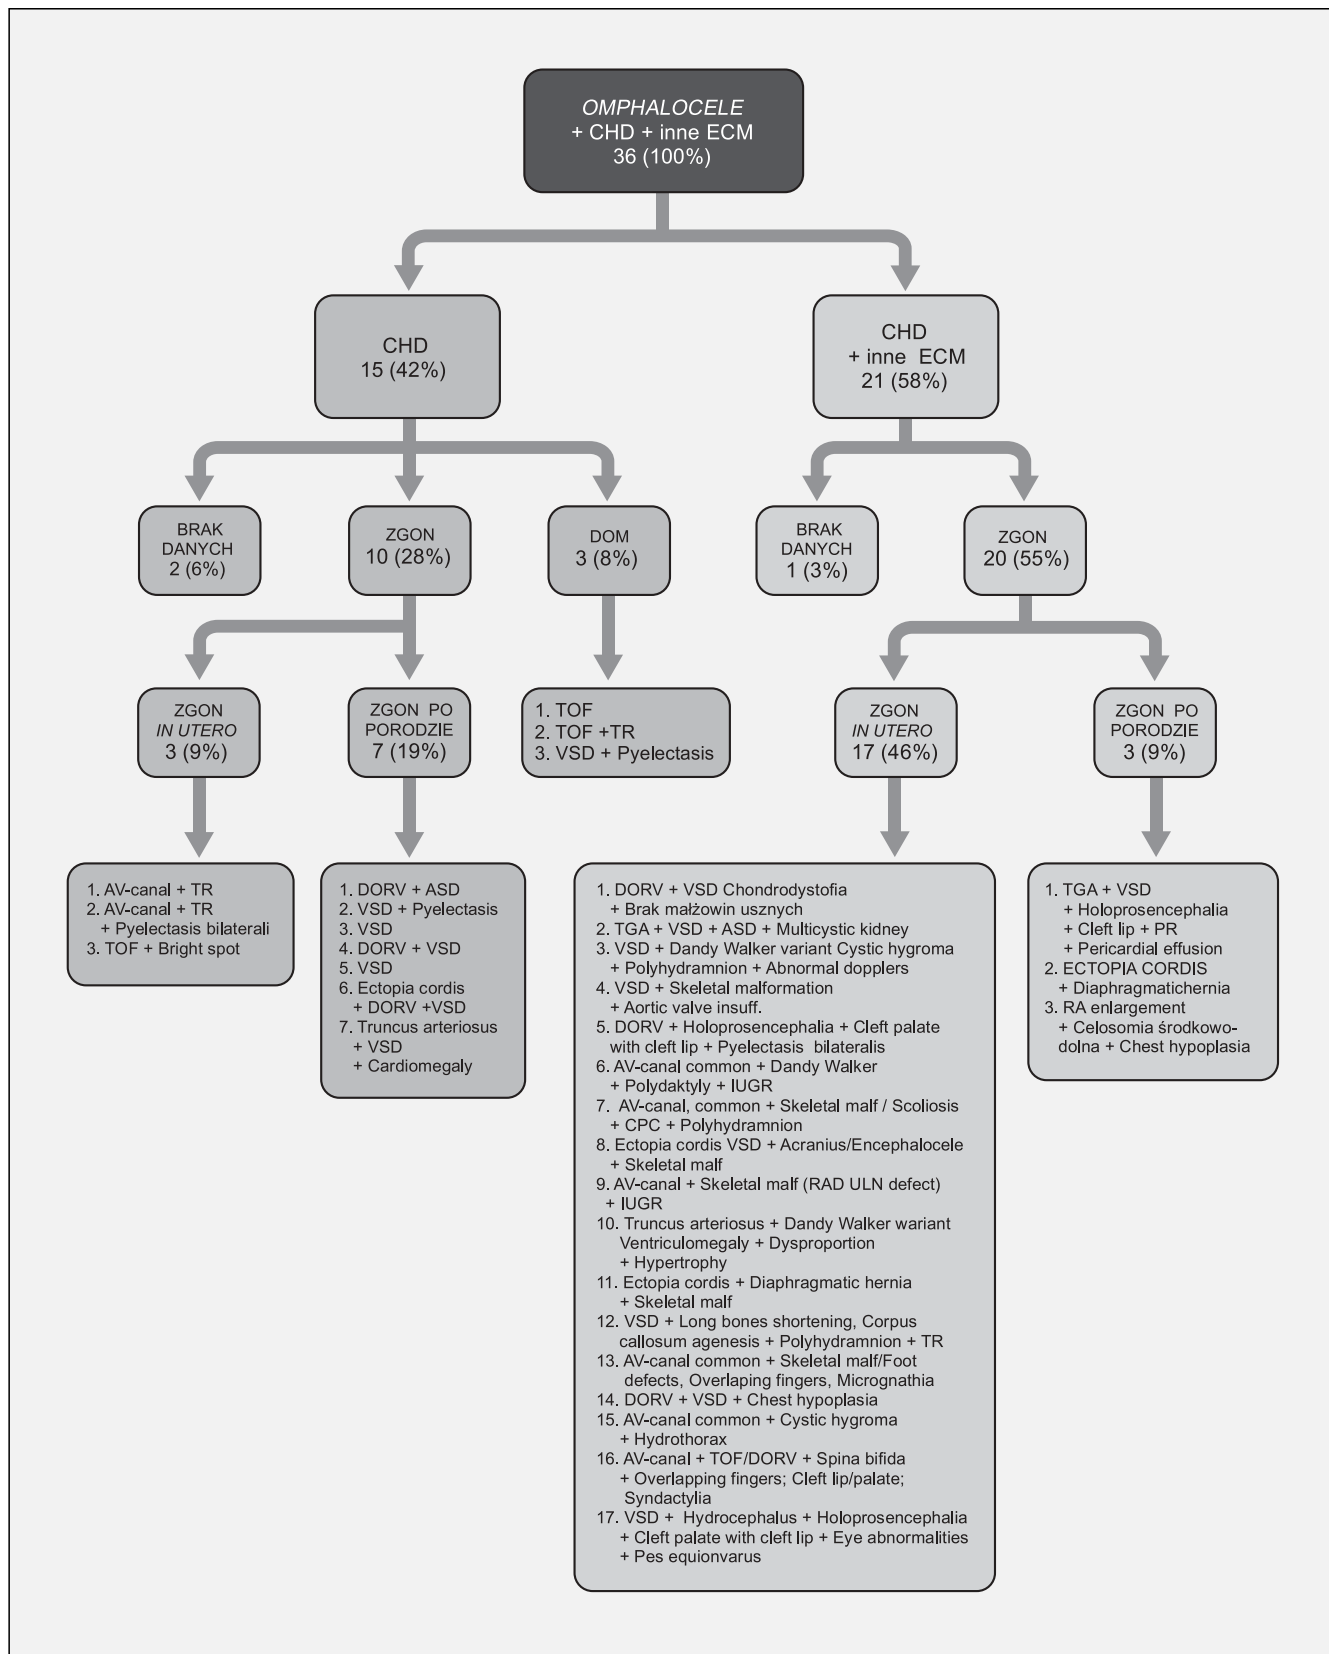 OMPHALOCELE
+ CHD + inne ECM
36 (100%)
CHD
15 (42%)
CHD
+ inne ECM
21 (58%)
BRAK
DANYCH
2 (6%)
ZGON
10 (28%)
DOM
3 (8%)
BRAK
DANYCH
1 (3%)
ZGON
20 (55%)
ZGON
IN UTERO
3 (9%)
ZGON PO
PORODZIE
7 (19%)
1. TOF
2. TOF +TR
3. VSD + Pyelectasis
ZGON
IN UTERO
17 (46%)
ZGON PO
PORODZIE
3 (9%)
1. AV-canal + TR
2. AV-canal + TR
+ Pyelectasis bilaterali
3. TOF + Bright spot
1. DORV + ASD
2. VSD + Pyelectasis
3. VSD
4. DORV + VSD
5. VSD
6. Ectopia cordis
+ DORV +VSD
7. Truncus arteriosus
+ VSD
+ Cardiomegaly
1. DORV + VSD Chondrodystofia
+ Brak małżowin usznych
2. TGA + VSD + ASD + Multicystic kidney
3. VSD + Dandy Walker variant Cystic hygroma
+ Polyhydramnion + Abnormal dopplers
4. VSD + Skeletal malformation
+ Aortic valve insuff.
5. DORV + Holoprosencephalia + Cleft palate
with cleft lip + Pyelectasis bilateralis
6. AV-canal common + Dandy Walker
+ Polydaktyly + IUGR
7. AV-canal, common + Skeletal malf / Scoliosis
+ CPC + Polyhydramnion
8. Ectopia cordis VSD + Acranius/Encephalocele
+ Skeletal malf
9. AV-canal + Skeletal malf (RAD ULN defect)
+ IUGR
10. Truncus arteriosus + Dandy Walker wariant
Ventriculomegaly + Dysproportion
+ Hypertrophy
11. Ectopia cordis + Diaphragmatic hernia
+ Skeletal malf
12. VSD + Long bones shortening, Corpus
callosum agenesis + Polyhydramnion + TR
13. AV-canal common + Skeletal malf/Foot
defects, Overlaping fingers, Micrognathia
14. DORV + VSD + Chest hypoplasia
15. AV-canal common + Cystic hygroma
+ Hydrothorax
16. AV-canal + TOF/DORV + Spina bifida
+ Overlapping fingers; Cleft lip/palate;
Syndactylia
17. VSD + Hydrocephalus + Holoprosencephalia
+ Cleft palate with cleft lip + Eye abnormalities
+ Pes equionvarus
1. TGA + VSD
+ Holoprosencephalia
+ Cleft lip + PR
+ Pericardial effusion
2. ECTOPIA CORDIS
+ Diaphragmatichernia
3. RA enlargement
+ Celosomia środkowo-
dolna + Chest hypoplasia